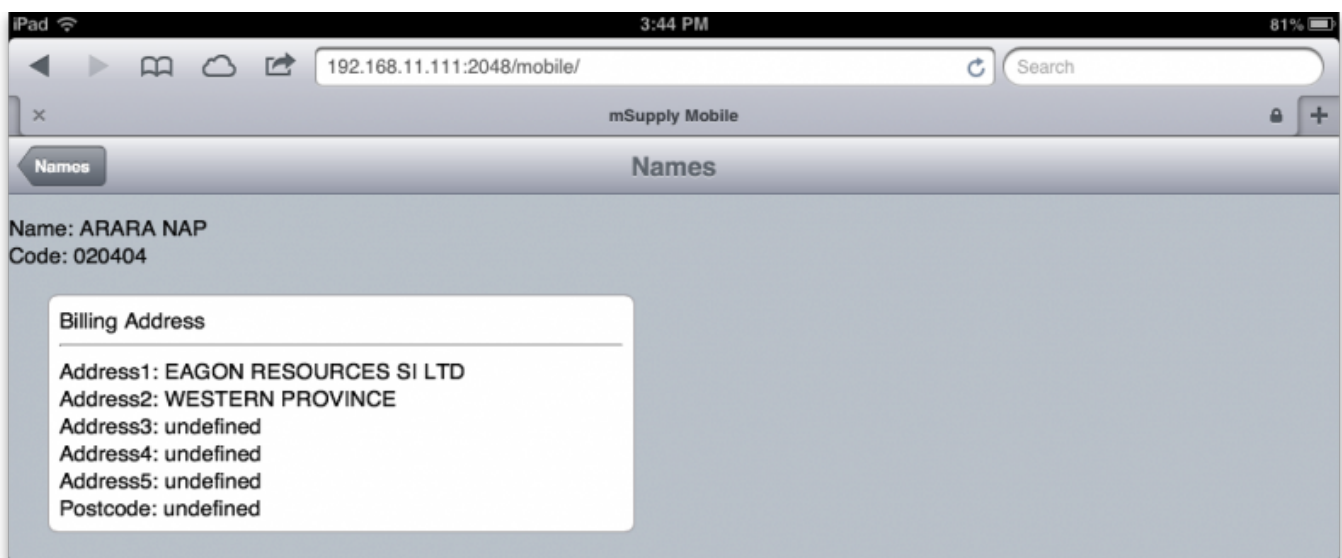 iPad 3:44 PM 81%
192.168.11.111:2048/mobile/ Search
mSupply Mobile
Names Names
Name: ARARA NAP
Code: 020404
Billing Address
Address1: EAGON RESOURCES SI LTD
Address2: WESTERN PROVINCE
Address3: undefined
Address4: undefined
Address5: undefined
Postcode: undefined